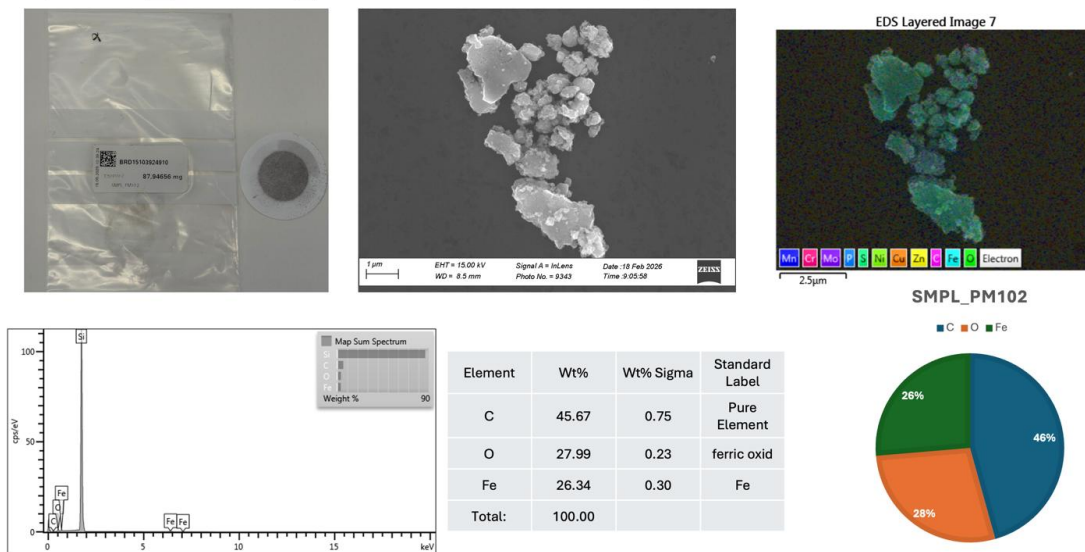 BRD15103924910
87.94656 mg
SMPL_PM102
1 µm
EHT = 15.00 kV
WD = 8.5 mm
Signal A = InLens
Photo No. = 9343
Date :18 Feb 2026
Time :9:05:58
ZEISS
EDS Layered Image 7
Mn Cr Mo P S Ni Cu Zn C Fe O Electron
2.5µm
cps/eV
100
50
0
Si
Fe
O
C
Fe
Fe
0 5 10 15 keV
Map Sum Spectrum
Si
C
O
Fe
Weight % 90
Element Wt% Wt% Sigma Standard Label
C 45.67 0.75 Pure Element
O 27.99 0.23 ferric oxid
Fe 26.34 0.30 Fe
Total: 100.00
SMPL_PM102
C O Fe
26%
46%
28%